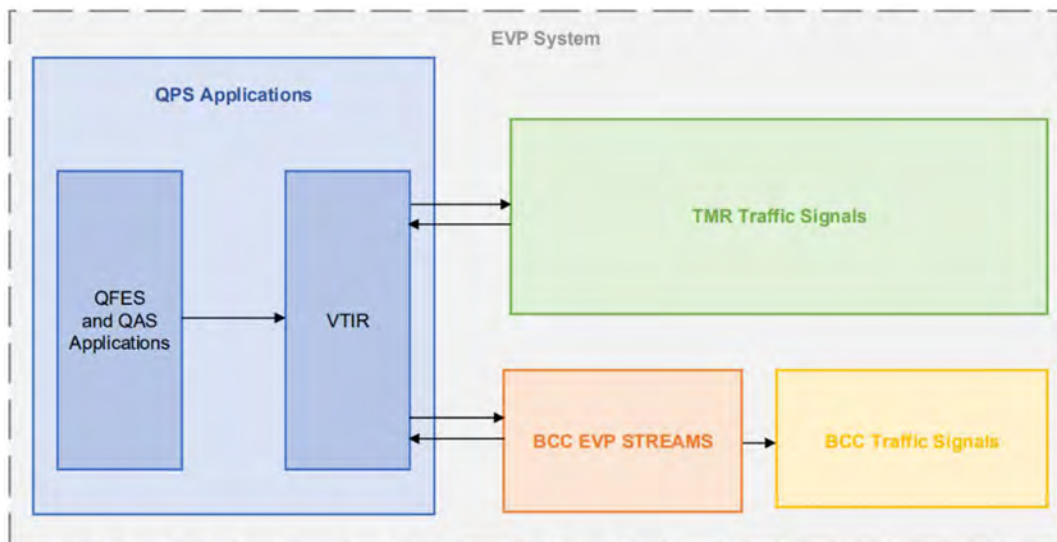 EVP System
QPS Applications
TMR Traffic Signals
QFES
and QAS
Applications
VTIR
BCC EVP STREAMS
BCC Traffic Signals